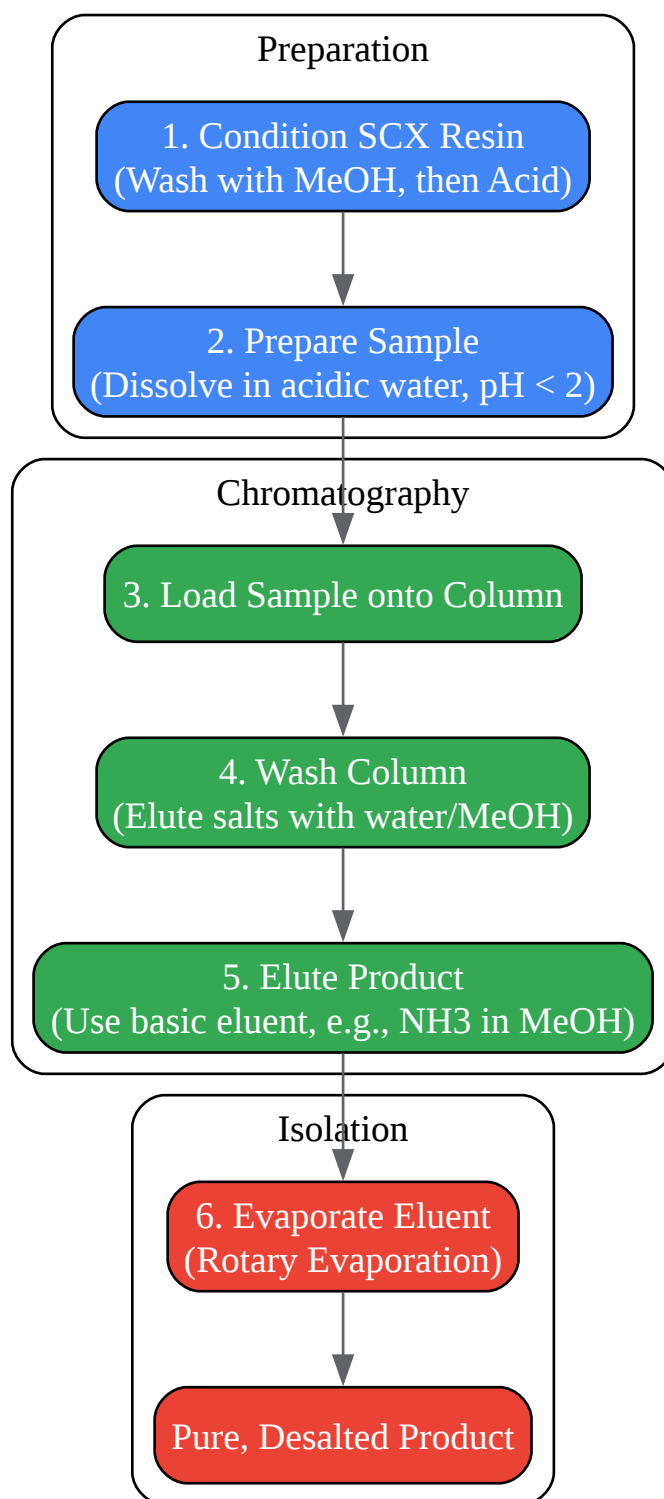 Preparation
1. Condition SCX Resin
(Wash with MeOH, then Acid)
2. Prepare Sample
(Dissolve in acidic water, pH < 2)
Chromatography
3. Load Sample onto Column
4. Wash Column
(Elute salts with water/MeOH)
5. Elute Product
(Use basic eluent, e.g., NH3 in MeOH)
Isolation
6. Evaporate Eluent
(Rotary Evaporation)
Pure, Desalted Product